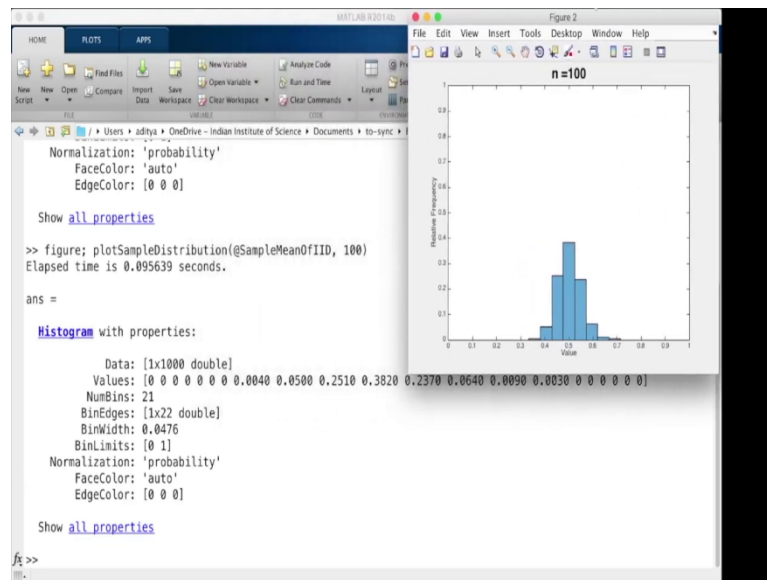 MATLAB R2014b
HOME PLOTS APPS
New Script
New
Open
Find Files
Compare
Import Data
Save Workspace
New Variable
Open Variable
Clear Workspace
Analyze Code
Run and Time
Clear Commands
Layout
FILE VARIABLE CODE
/ Users aditya OneDrive – Indian Institute of Science Documents to-sync
Normalization: 'probability'
FaceColor: 'auto'
EdgeColor: [0 0 0]
Show all properties
>> figure; plotSampleDistribution(@SampleMeanOfIID, 100)
Elapsed time is 0.095639 seconds.
ans =
Histogram with properties:
Data: [1x1000 double]
Values: [0 0 0 0 0 0 0 0.0040 0.0500 0.2510 0.3820 0.2370 0.0640 0.0090 0.0030 0 0 0 0 0 0]
NumBins: 21
BinEdges: [1x22 double]
BinWidth: 0.0476
BinLimits: [0 1]
Normalization: 'probability'
FaceColor: 'auto'
EdgeColor: [0 0 0]
Show all properties
fx >>
Figure 2
File Edit View Insert Tools Desktop Window Help
n =100
1
0.9
0.8
0.7
0.6
0.5
0.4
0.3
0.2
0.1
0
Relative Frequency
0 0.1 0.2 0.3 0.4 0.5 0.6 0.7 0.8 0.9 1
Value